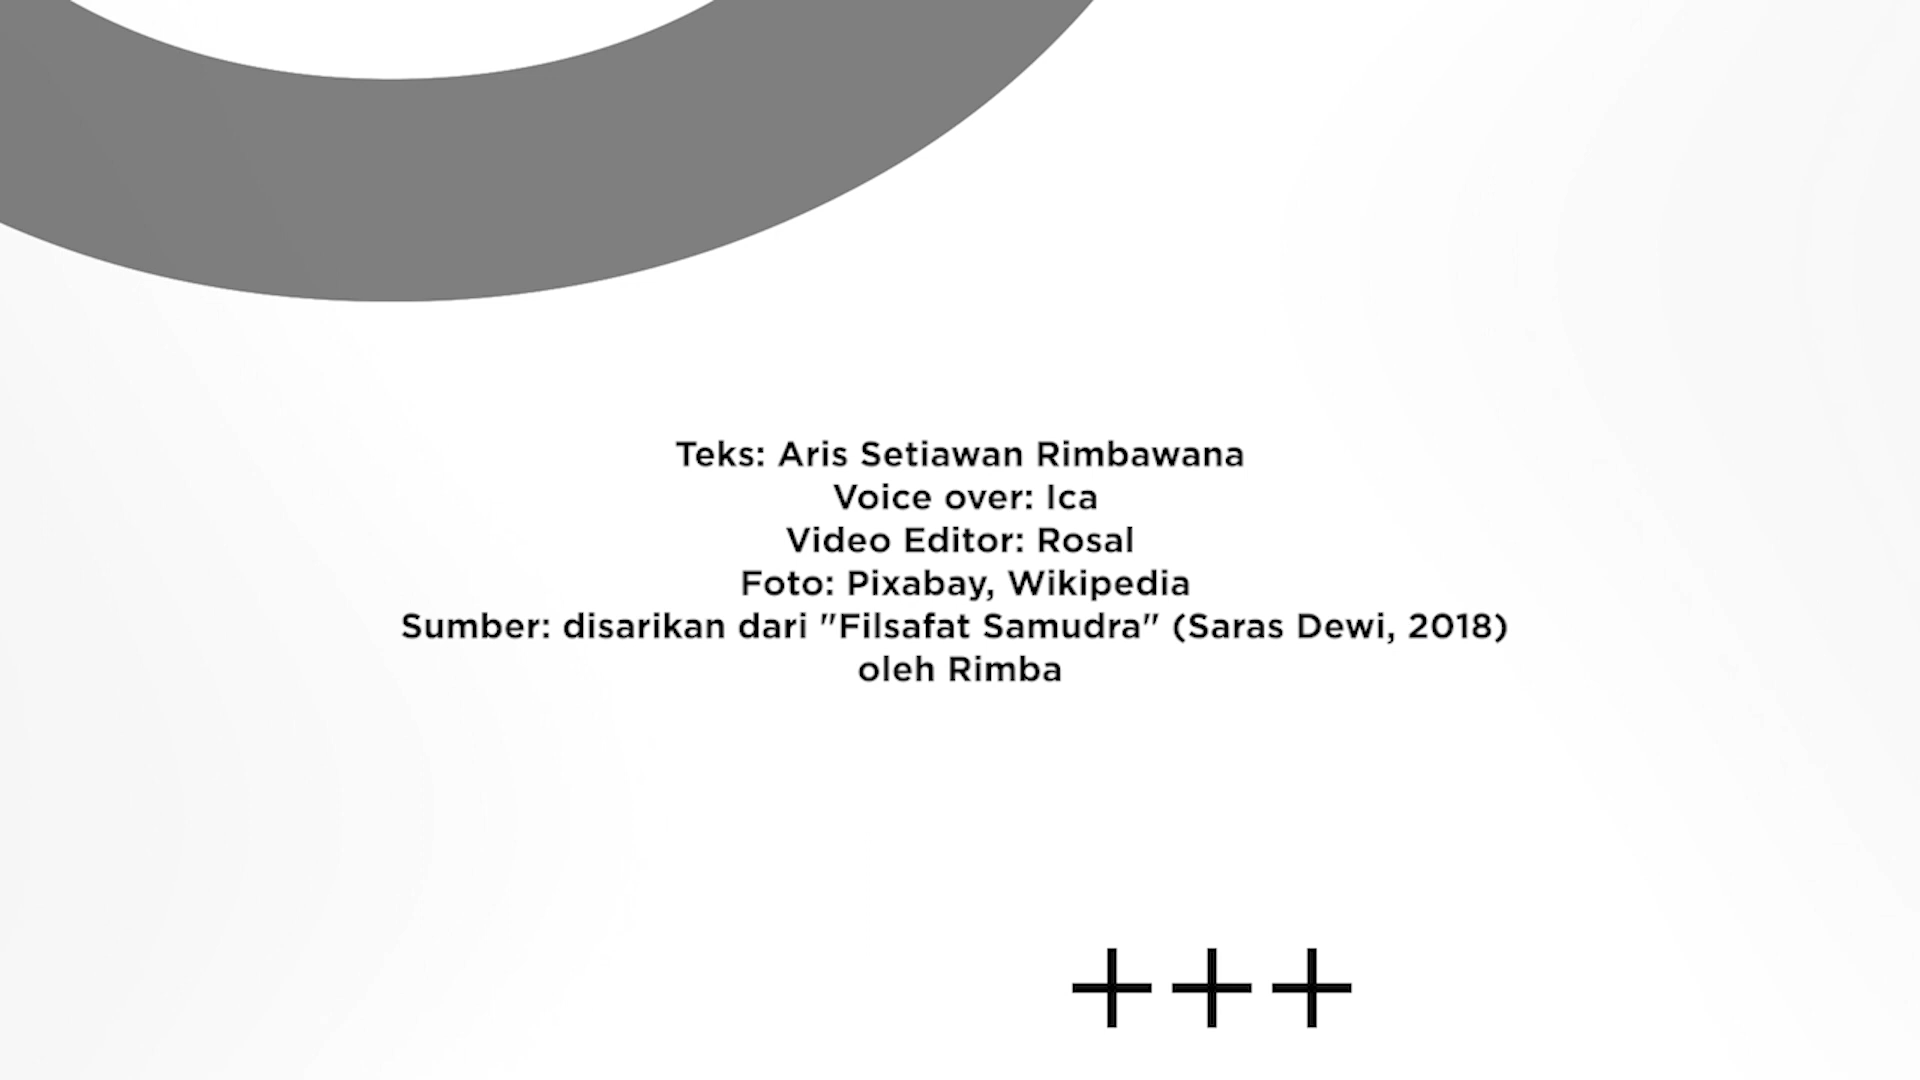 Teks: Aris Setiawan Rimbawana
Voice over: Ica
Video Editor: Rosal
Foto: Pixabay, Wikipedia
Sumber: disarikan dari "Filsafat Samudra" (Saras Dewi, 2018)
oleh Rimba
+++